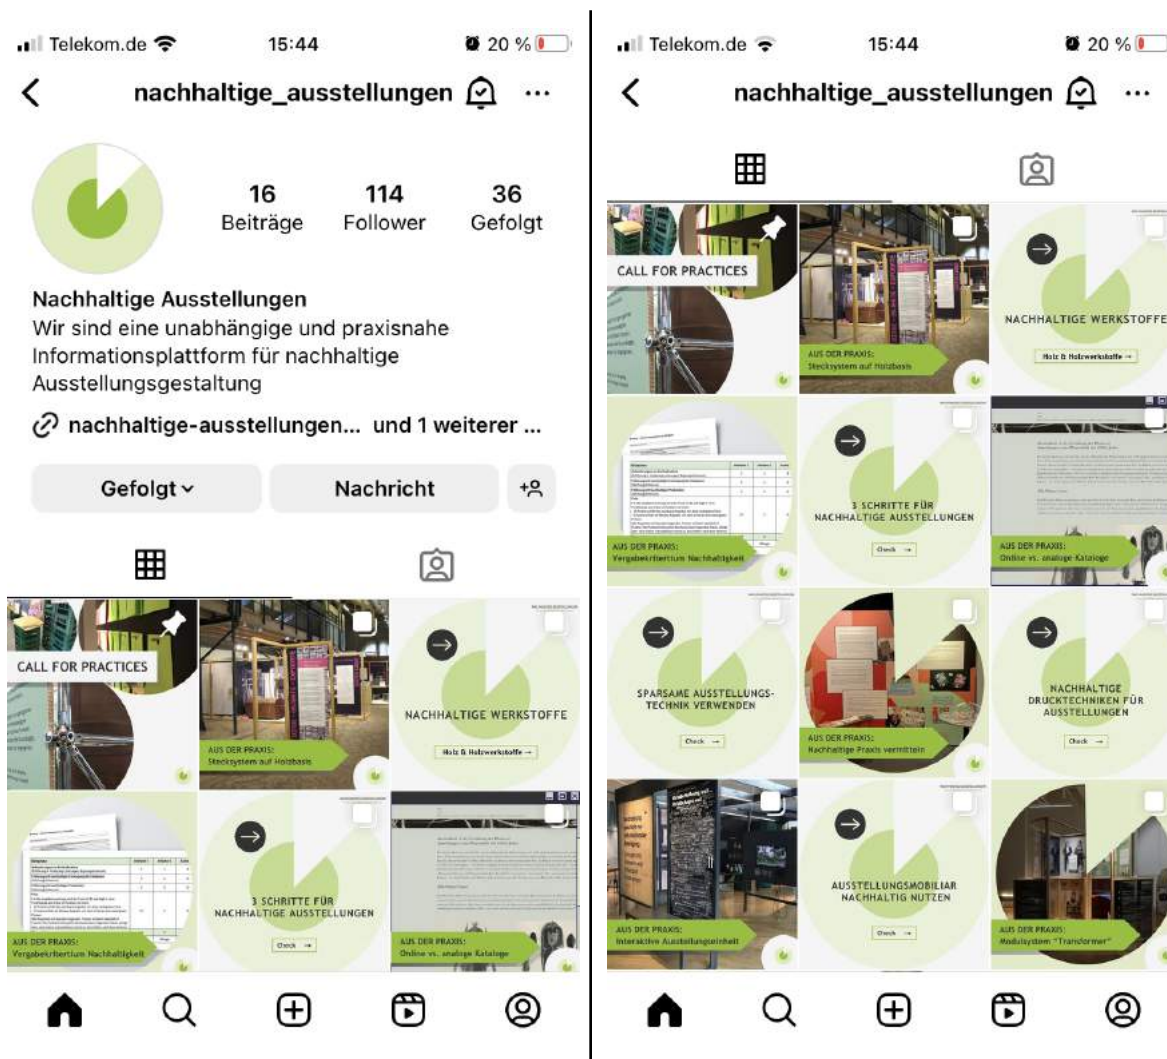 Telekom.de 15:44 20 %
nachhaltige_ausstellungen ...
16 114 36
Beiträge Follower Gefolgt
Nachhaltige Ausstellungen
Wir sind eine unabhängige und praxisnahe
Informationsplattform für nachhaltige
Ausstellungsgestaltung
nachhaltige-ausstellungen... und 1 weiterer ...
Gefolgt Nachricht
CALL FOR PRACTICES
AUS DER PRAXIS:
Stecksystem auf Holzbasis
NACHHALTIGE WERKSTOFFE
Holz & Holzwerkstoffe →
AUS DER PRAXIS:
Vergabekritertium Nachhaltigkeit
3 SCHRITTE FÜR
NACHHALTIGE AUSSTELLUNGEN
Check →
AUS DER PRAXIS:
Online vs. analoge Kataloge
Telekom.de 15:44 20 %
nachhaltige_ausstellungen ...
CALL FOR PRACTICES
AUS DER PRAXIS:
Stecksystem auf Holzbasis
NACHHALTIGE WERKSTOFFE
Holz & Holzwerkstoffe →
AUS DER PRAXIS:
Vergabekritertium Nachhaltigkeit
3 SCHRITTE FÜR
NACHHALTIGE AUSSTELLUNGEN
Check →
AUS DER PRAXIS:
Online vs. analoge Kataloge
SPARSAME AUSSTELLUNGS-
TECHNIK VERWENDEN
Check →
AUS DER PRAXIS:
Nachhaltige Praxis vermitteln
NACHHALTIGE
DRUCKTECHNIKEN FÜR
AUSSTELLUNGEN
Check →
AUS DER PRAXIS:
Interaktive Ausstellungseinheit
AUSSTELLUNGSMOBILIAR
NACHHALTIG NUTZEN
Check →
AUS DER PRAXIS:
Modulsystem "Transformer"